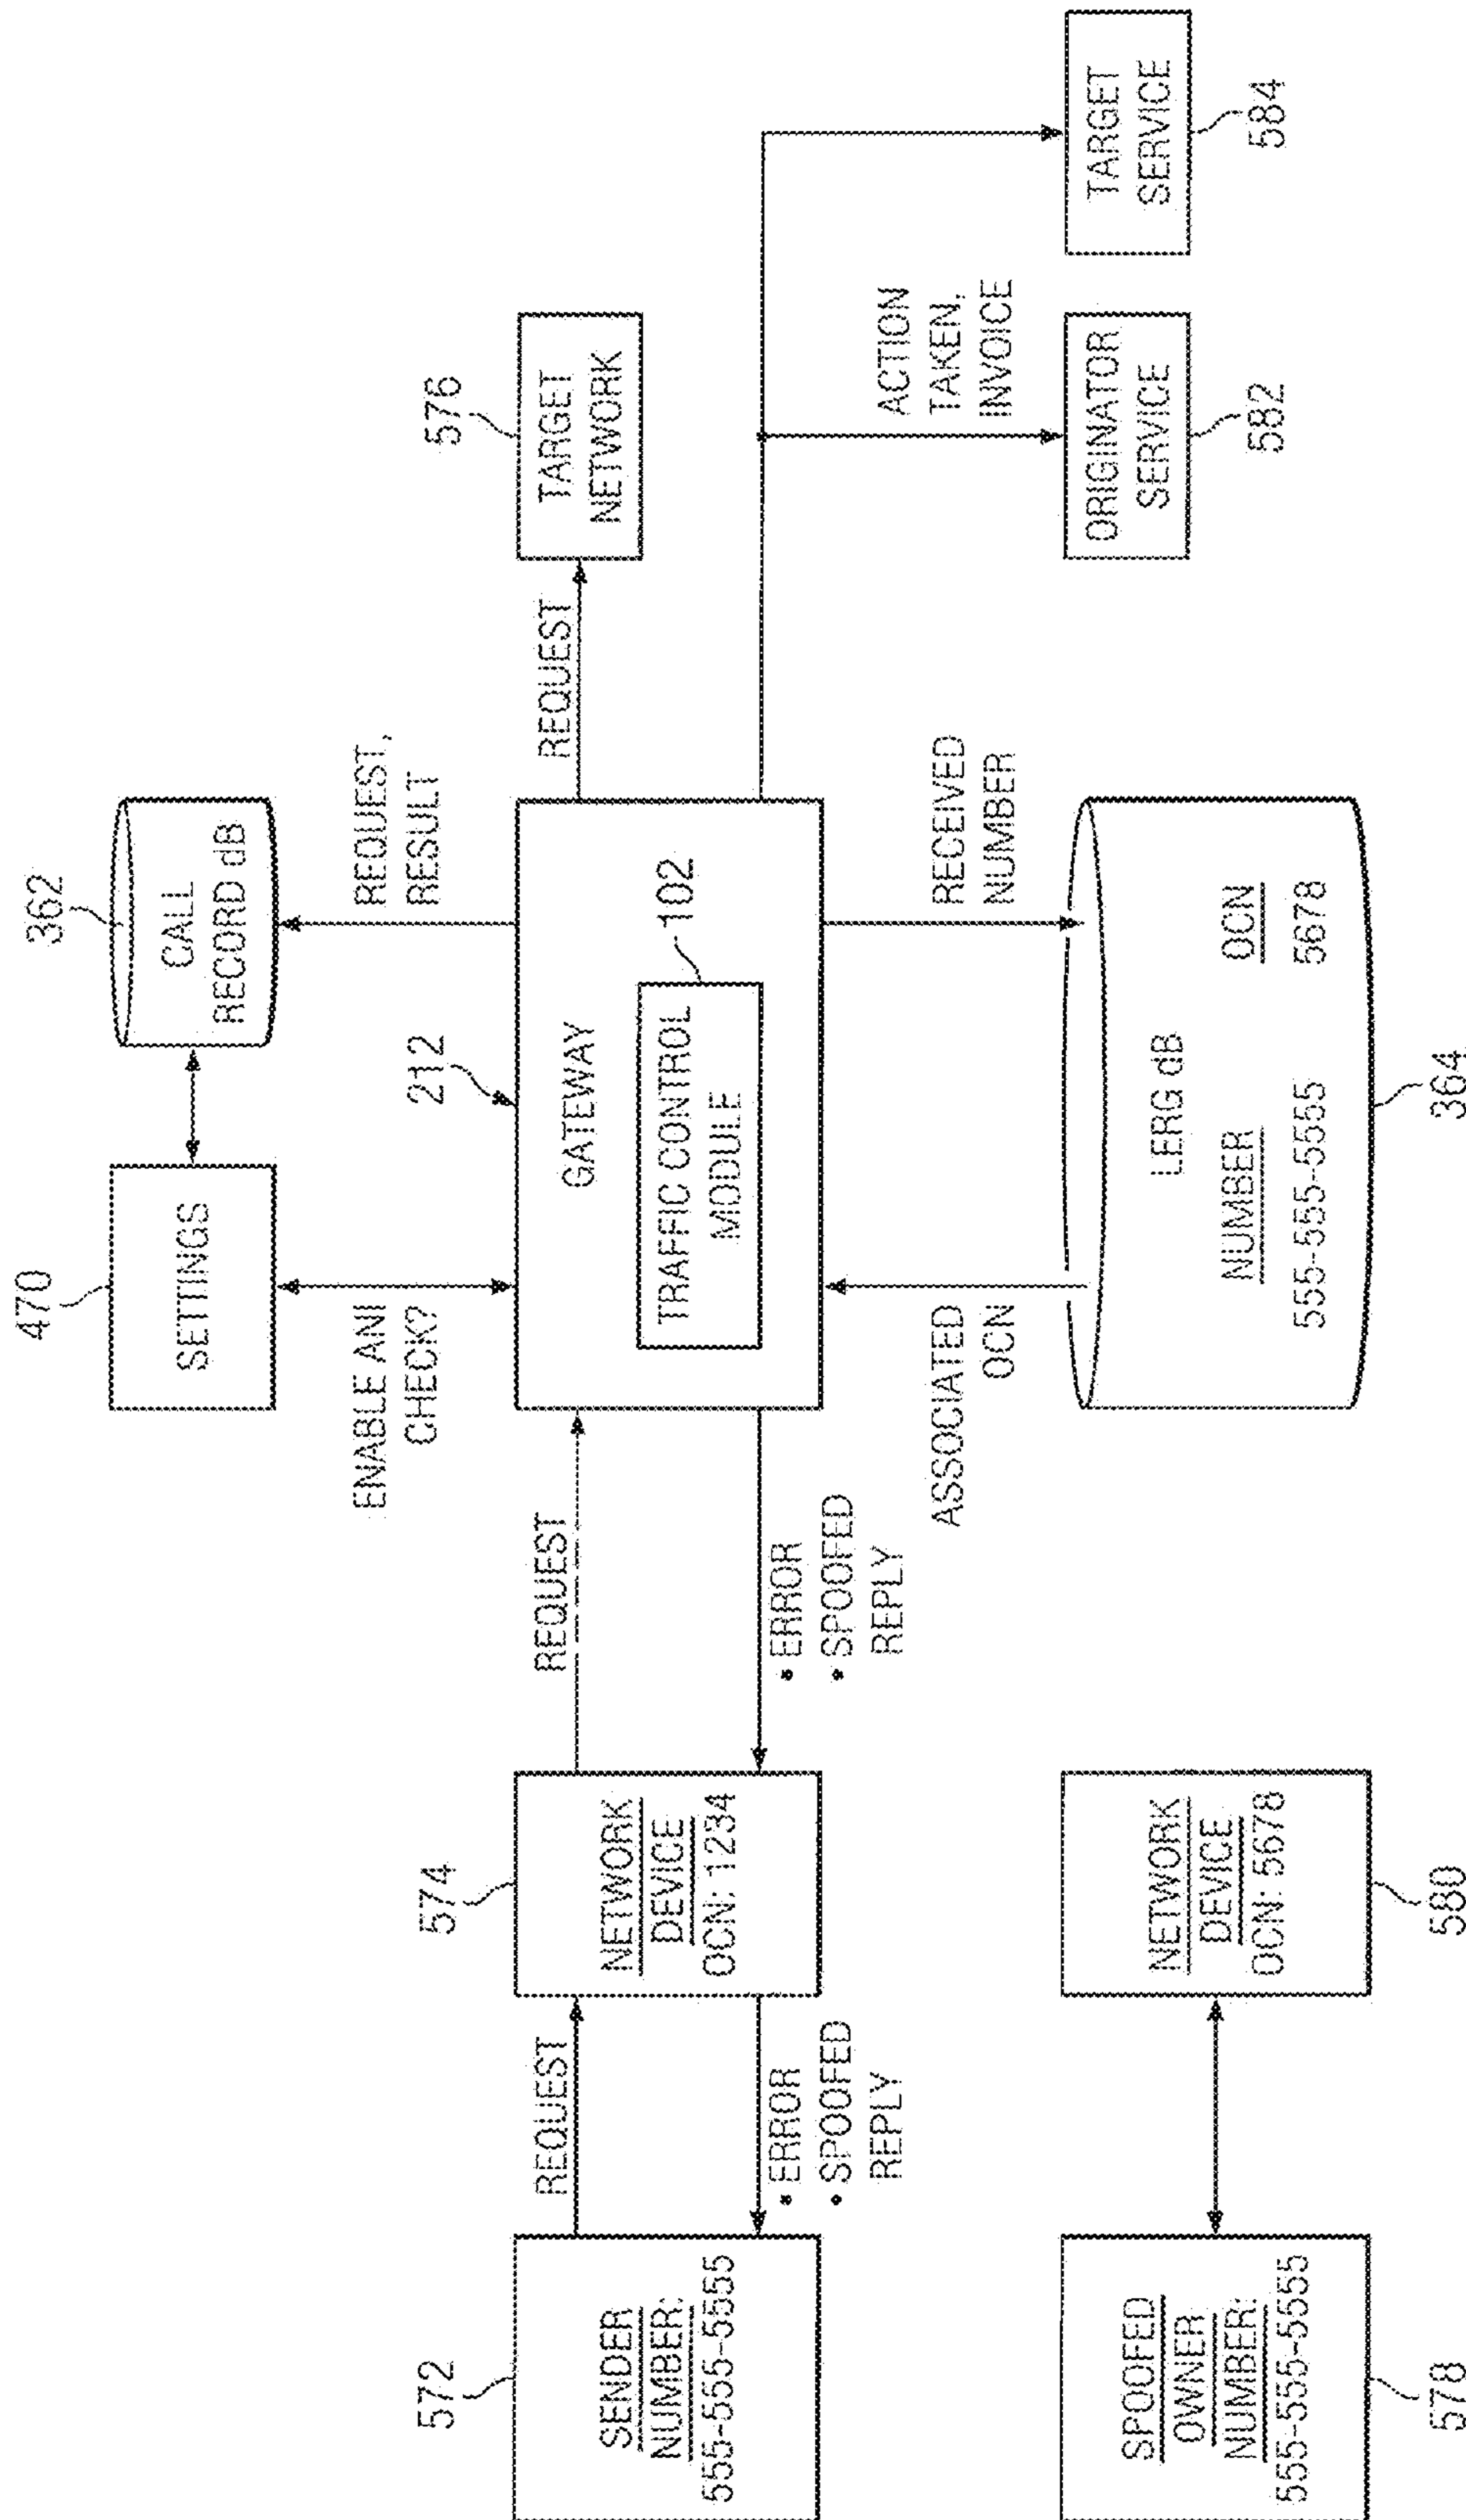 470
SETTINGS
362
CALL
RECORD dB
ENABLE ANI
CHECK?
REQUEST,
RESULT
572
SENDER
NUMBER:
555-555-5555
REQUEST
• ERROR
• SPOOFED
REPLY
574
NETWORK
DEVICE
OCN: 1234
REQUEST
• ERROR
• SPOOFED
REPLY
212
GATEWAY
TRAFFIC CONTROL
MODULE
102
REQUEST
576
TARGET
NETWORK
ASSOCIATED
OCN
RECEIVED
NUMBER
ACTION
TAKEN,
INVOICE
SPOOFED
OWNER
NUMBER:
555-555-5555
578
NETWORK
DEVICE
OCN: 5678
580
LERG dB
NUMBER
OCN
555-555-5555
5678
364
ORIGINATOR
SERVICE
582
TARGET
SERVICE
584